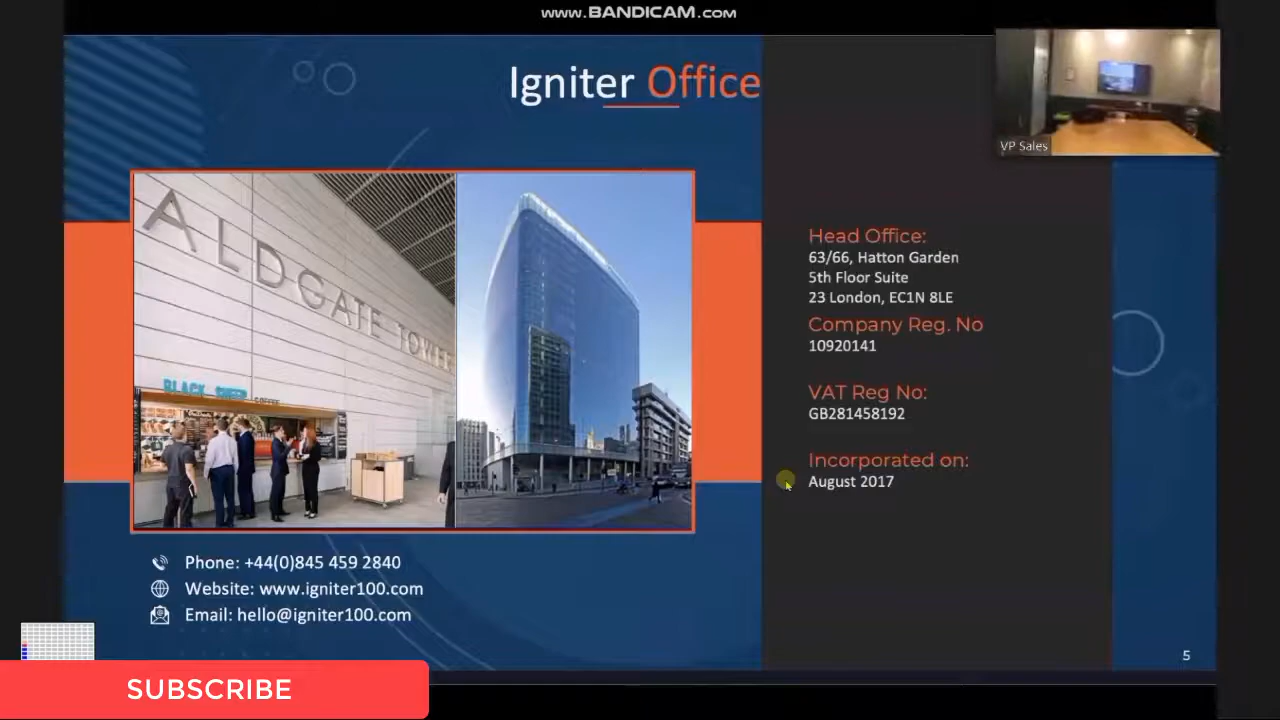 www.BANDICAM.com
Igniter Office
VP Sales
ALDGATE TOWER
BLACK SHEEP COFFEE
Head Office:
63/66, Hatton Garden
5th Floor Suite
23 London, EC1N 8LE
Company Reg. No
10920141
VAT Reg No:
GB281458192
Incorporated on:
August 2017
Phone: +44(0)845 459 2840
Website: www.igniter100.com
Email: hello@igniter100.com
5
SUBSCRIBE